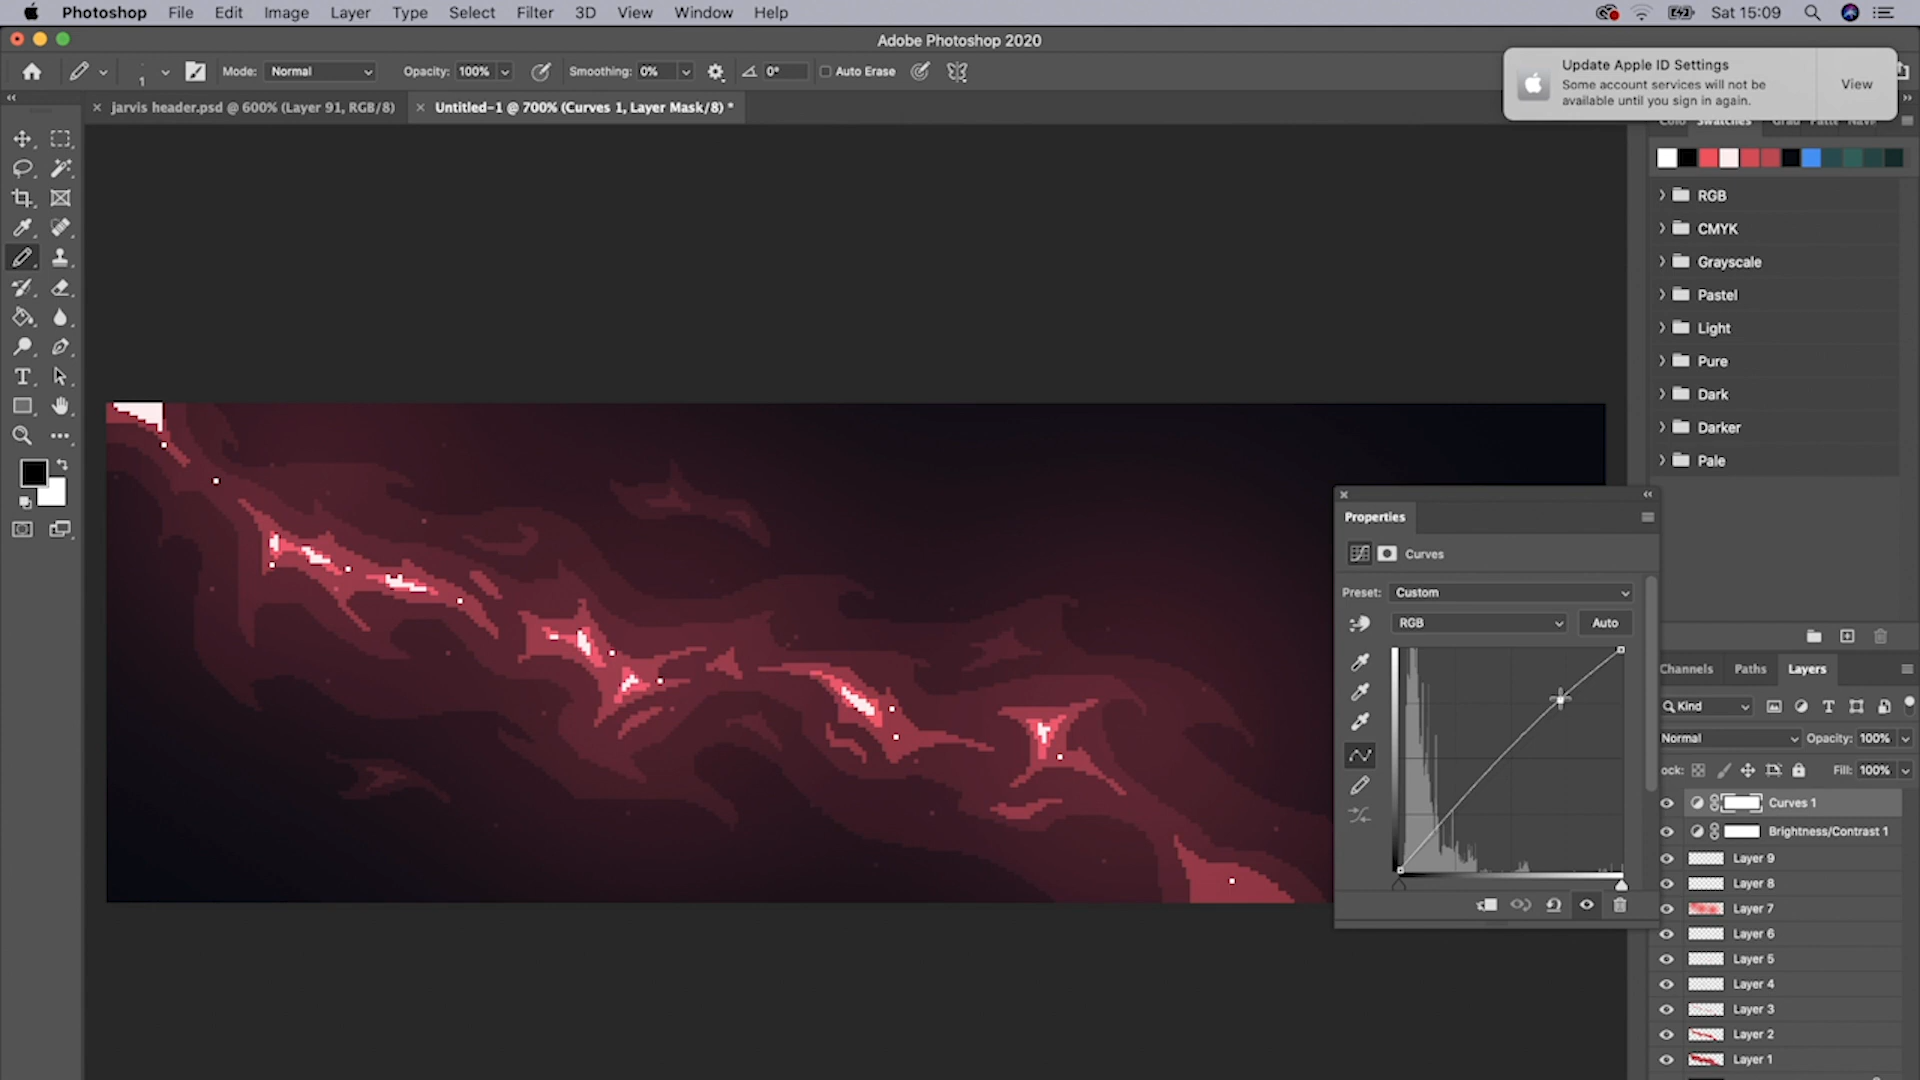 Photoshop File Edit Image Layer Type Select Filter 3D View Window Help Sat 15:09
Adobe Photoshop 2020
1 Mode: Normal Opacity: 100% Smoothing: 0% 0° Auto Erase
Update Apple ID Settings
Some account services will not be
available until you sign in again.
View
jarvis header.psd @ 600% (Layer 91, RGB/8)
Untitled-1 @ 700% (Curves 1, Layer Mask/8) *
Swatches
RGB
CMYK
Grayscale
Pastel
Light
Pure
Dark
Darker
Pale
Properties
Curves
Preset: Custom
RGB Auto
Channels Paths Layers
Kind
Normal Opacity: 100%
ock: Fill: 100%
Curves 1
Brightness/Contrast 1
Layer 9
Layer 8
Layer 7
Layer 6
Layer 5
Layer 4
Layer 3
Layer 2
Layer 1